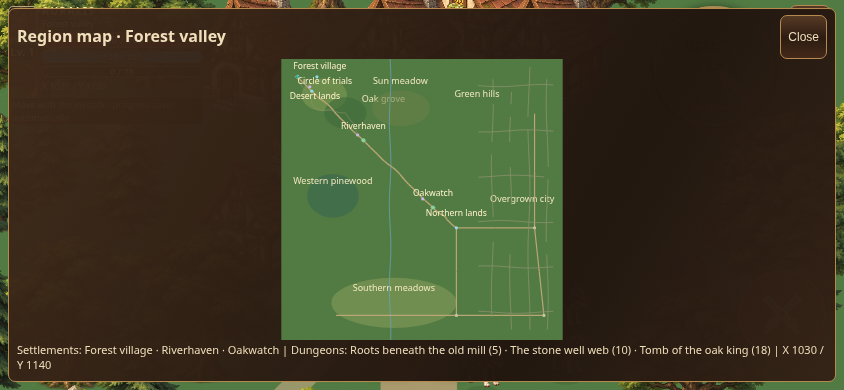 Region map · Forest valley
Close
Forest village
Circle of trials
Sun meadow
Desert lands
Oak grove
Green hills
Riverhaven
Western pinewood
Oakwatch
Overgrown city
Northern lands
Southern meadows
Settlements: Forest village · Riverhaven · Oakwatch | Dungeons: Roots beneath the old mill (5) · The stone well web (10) · Tomb of the oak king (18) | X 1030 /
Y 1140